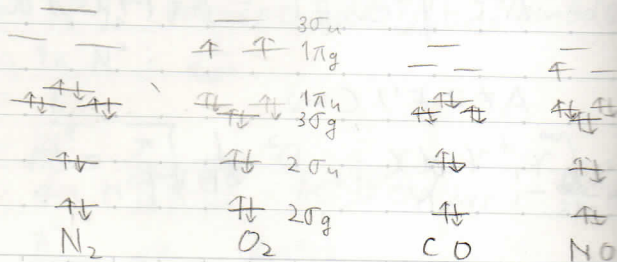 3σu
↑ ↑ 1πg ↑
↑↓ ↑↓ ↑↓ ↑↓ ↑↓ 1πu ↑↓ ↑↓ ↑↓ ↑↓ ↑↓
↑↓ 3σg ↑↓
↑↓ ↑↓ 2σu ↑↓ ↑↓
↑↓ ↑↓ 2σg ↑↓ ↑↓
N₂ O₂ CO NO